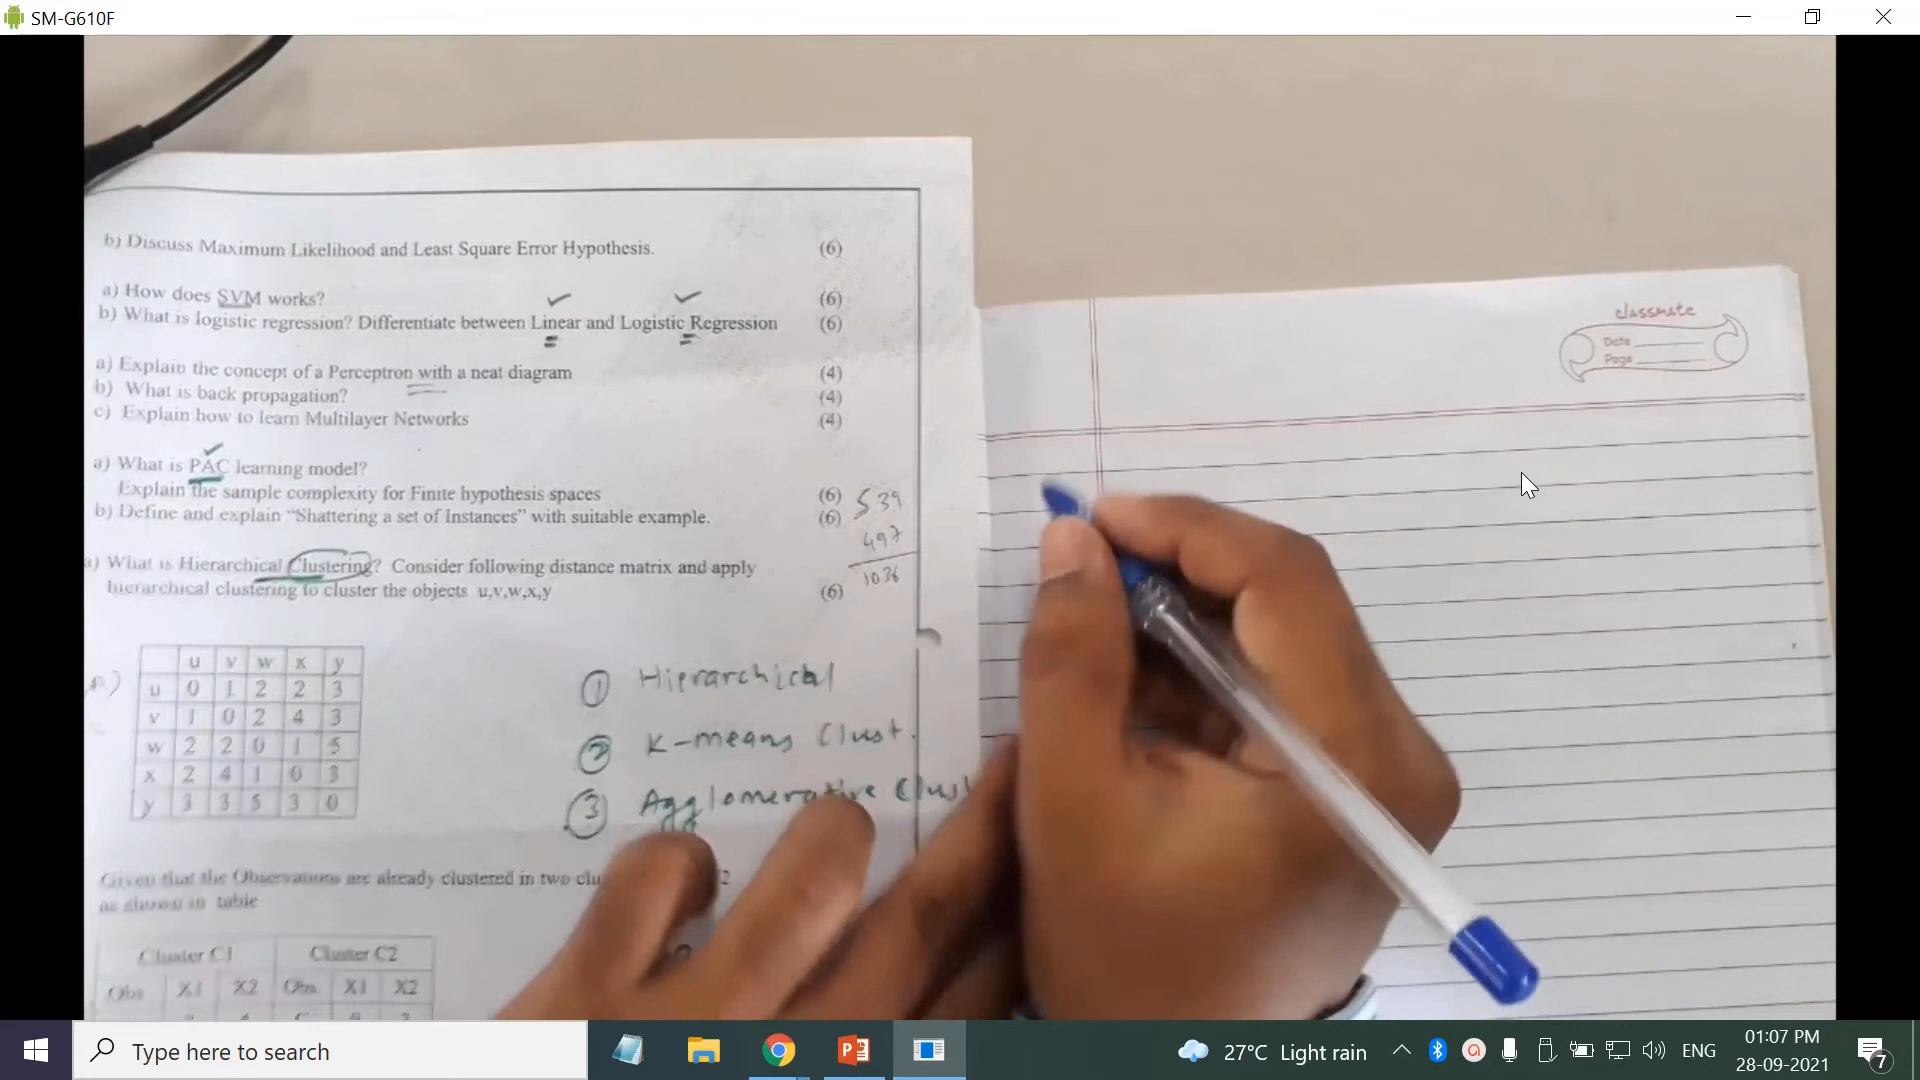 SM-G610F
b) Discuss Maximum Likelihood and Least Square Error Hypothesis. (6)
a) How does SVM works? (6)
b) What is logistic regression? Differentiate between Linear and Logistic Regression (6)
a) Explain the concept of a Perceptron with a neat diagram (4)
b) What is back propagation? (4)
c) Explain how to learn Multilayer Networks (4)
a) What is PAC learning model?
Explain the sample complexity for Finite hypothesis spaces (6)
b) Define and explain "Shattering a set of Instances" with suitable example. (6)
539
497
1036
a) What is Hierarchical Clustering? Consider following distance matrix and apply
hierarchical clustering to cluster the objects u,v,w,x,y (6)
u v w x y
u 0 1 2 2 3
v 1 0 2 4 3
w 2 2 0 1 5
x 2 4 1 0 3
y 3 3 5 3 0
① Hierarchical
② K-means Clust.
③ Agglomerative Clust
Given that the Observations are already clustered in two
as shown in table
Cluster C1 Cluster C2
Obs X1 X2 Obs. X1 X2
classmate
Date
Page
Type here to search
27°C Light rain
ENG
01:07 PM
28-09-2021
7